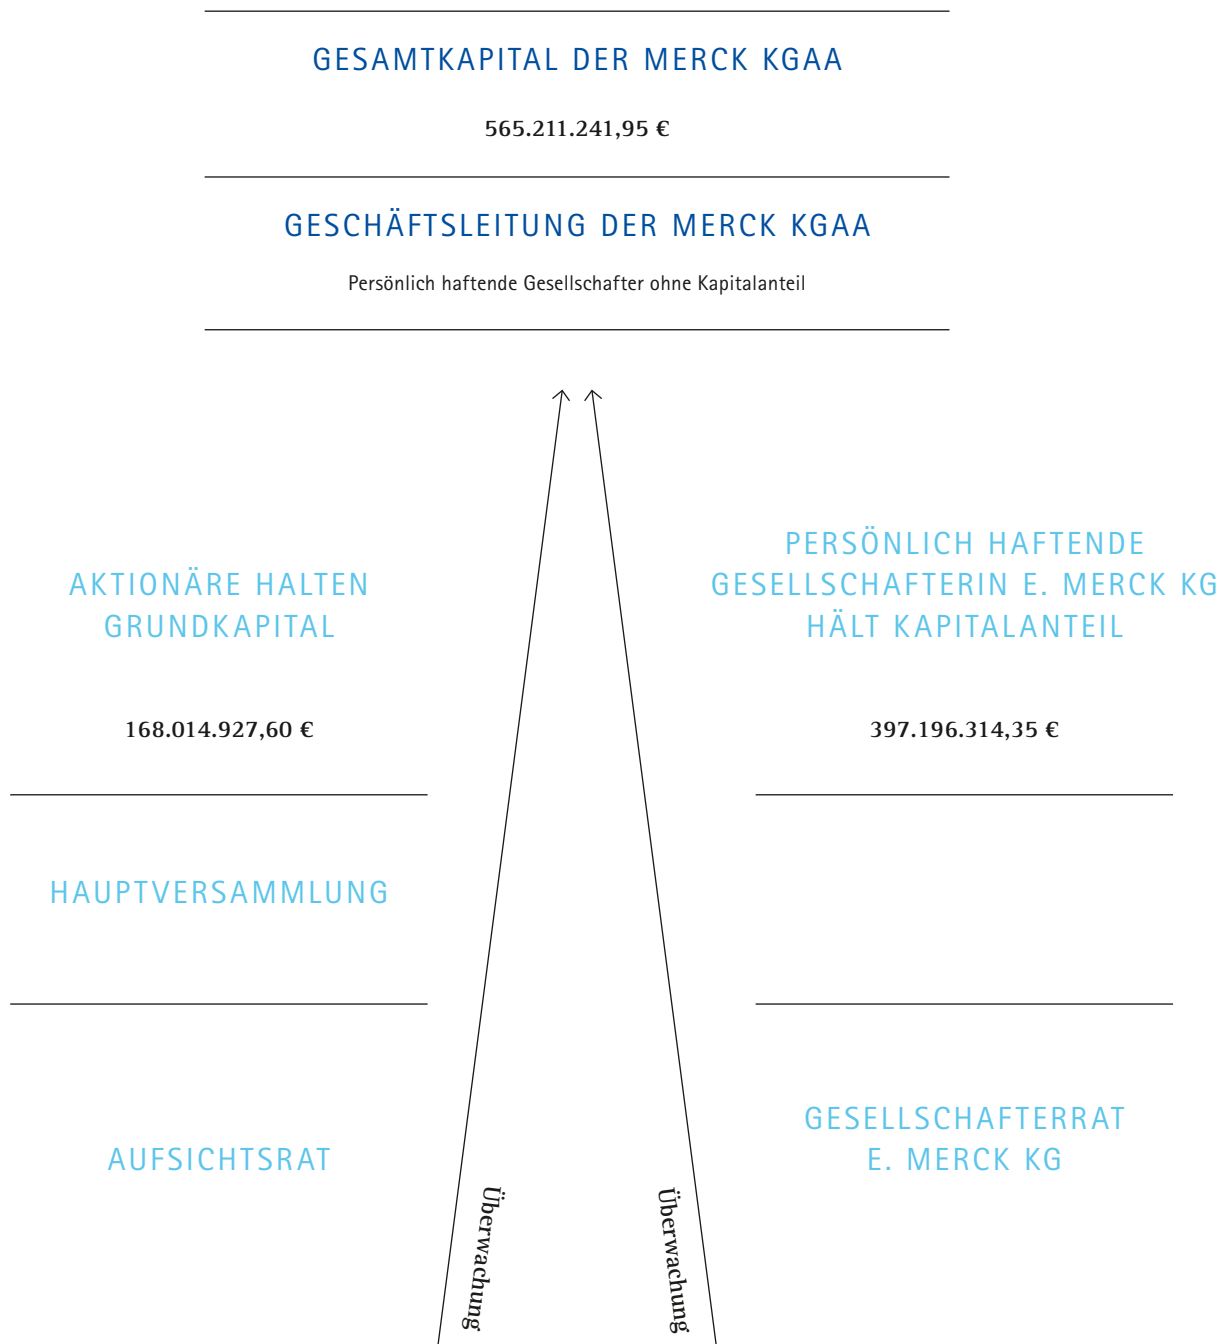 GESAMTKAPITAL DER MERCK KGAA
565.211.241,95 €
GESCHÄFTSLEITUNG DER MERCK KGAA
Persönlich haftende Gesellschafter ohne Kapitalanteil
AKTIONÄRE HALTEN
GRUNDKAPITAL
168.014.927,60 €
HAUPTVERSAMMLUNG
AUFSICHTSRAT
Überwachung
PERSÖNLICH HAFTENDE
GESELLSCHAFTERIN E. MERCK KG
HÄLT KAPITALANTEIL
397.196.314,35 €
GESELLSCHAFTERRAT
E. MERCK KG
Überwachung